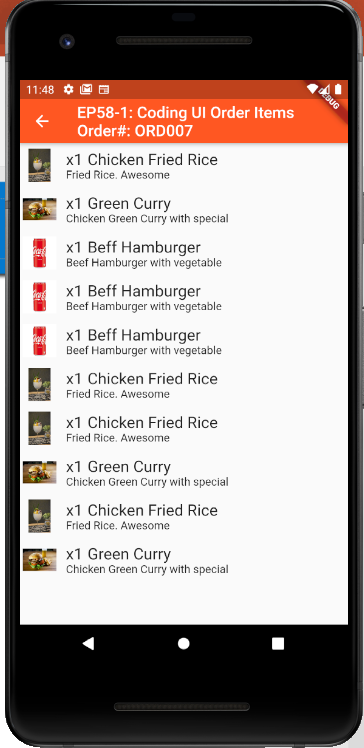 11:48
DEBUG
EP58-1: Coding UI Order Items
Order#: ORD007
x1 Chicken Fried Rice
Fried Rice. Awesome
x1 Green Curry
Chicken Green Curry with special
x1 Beff Hamburger
Beef Hamburger with vegetable
x1 Beff Hamburger
Beef Hamburger with vegetable
x1 Beff Hamburger
Beef Hamburger with vegetable
x1 Chicken Fried Rice
Fried Rice. Awesome
x1 Chicken Fried Rice
Fried Rice. Awesome
x1 Green Curry
Chicken Green Curry with special
x1 Chicken Fried Rice
Fried Rice. Awesome
x1 Green Curry
Chicken Green Curry with special